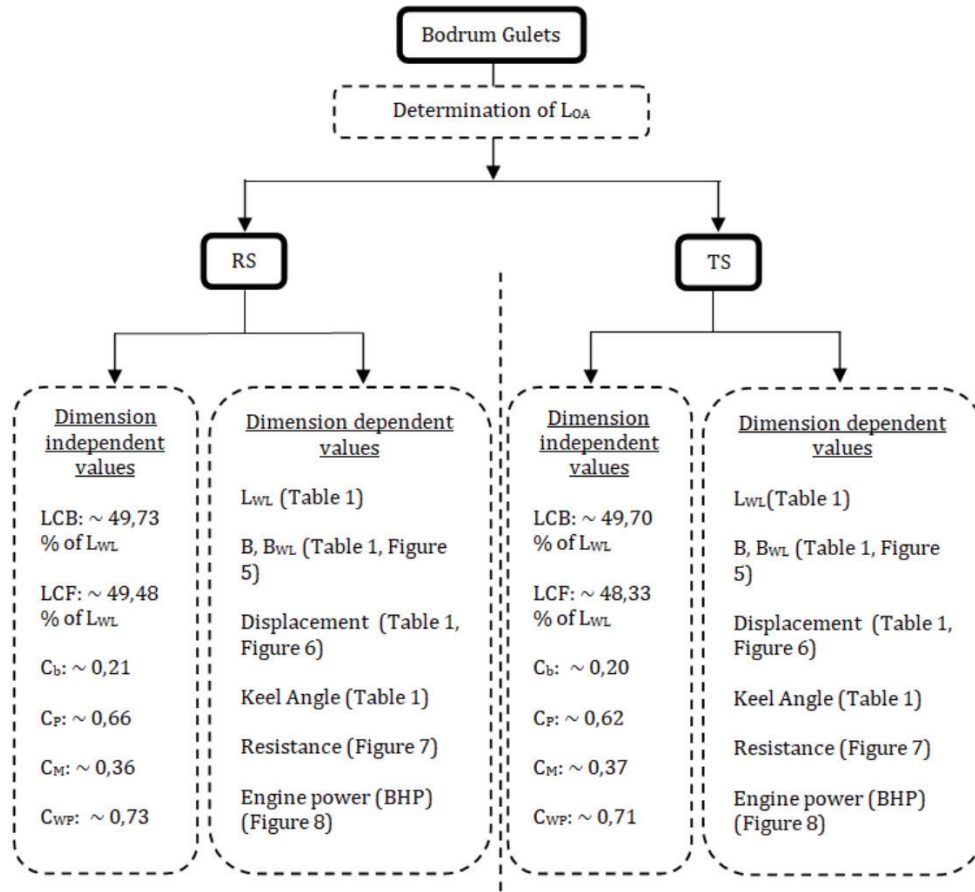 Bodrum Gulets
Determination of LOA
RS
TS
Dimension
independent
values
LCB: ~ 49,73
% of LWL
LCF: ~ 49,48
% of LWL
Cb: ~ 0,21
CP: ~ 0,66
CM: ~ 0,36
CWP: ~ 0,73
Dimension dependent
values
LWL (Table 1)
B, BWL (Table 1, Figure
5)
Displacement (Table 1,
Figure 6)
Keel Angle (Table 1)
Resistance (Figure 7)
Engine power (BHP)
(Figure 8)
Dimension
independent
values
LCB: ~ 49,70
% of LWL
LCF: ~ 48,33
% of LWL
Cb: ~ 0,20
CP: ~ 0,62
CM: ~ 0,37
CWP: ~ 0,71
Dimension dependent
values
LWL(Table 1)
B, BWL (Table 1, Figure
5)
Displacement (Table 1,
Figure 6)
Keel Angle (Table 1)
Resistance (Figure 7)
Engine power (BHP)
(Figure 8)